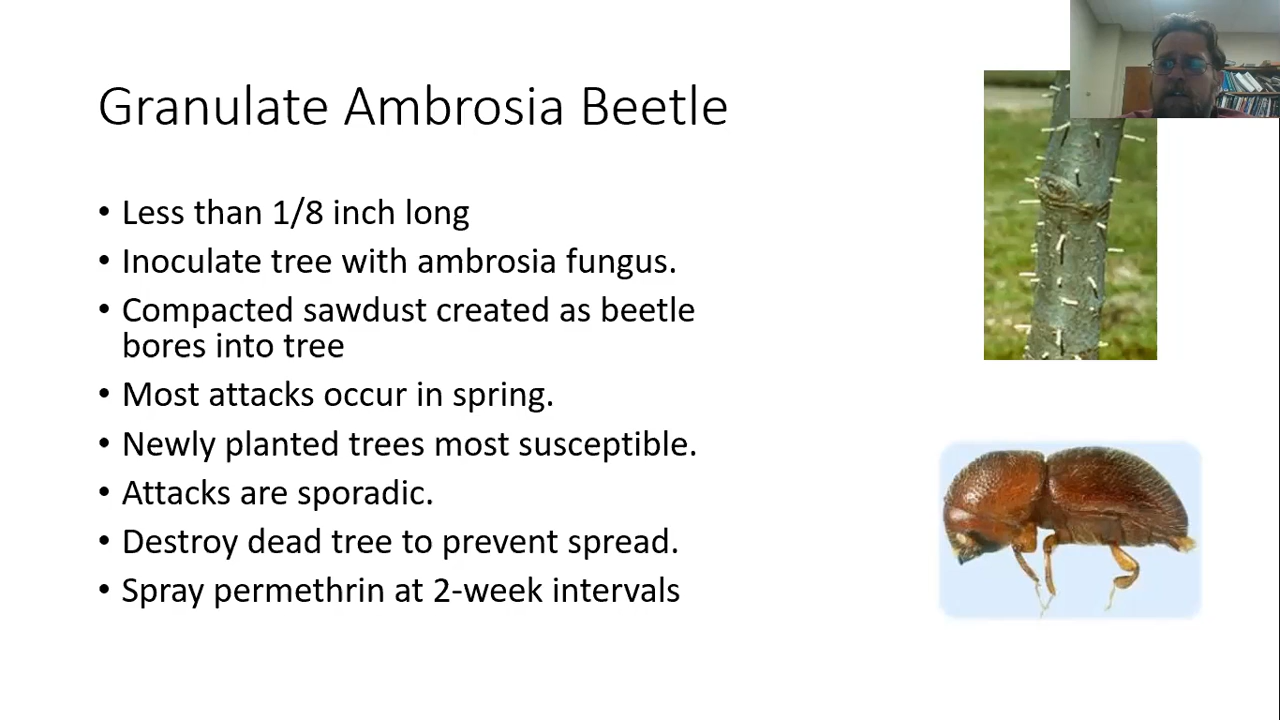 Granulate Ambrosia Beetle
• Less than 1/8 inch long
• Inoculate tree with ambrosia fungus.
• Compacted sawdust created as beetle
bores into tree
• Most attacks occur in spring.
• Newly planted trees most susceptible.
• Attacks are sporadic.
• Destroy dead tree to prevent spread.
• Spray permethrin at 2-week intervals